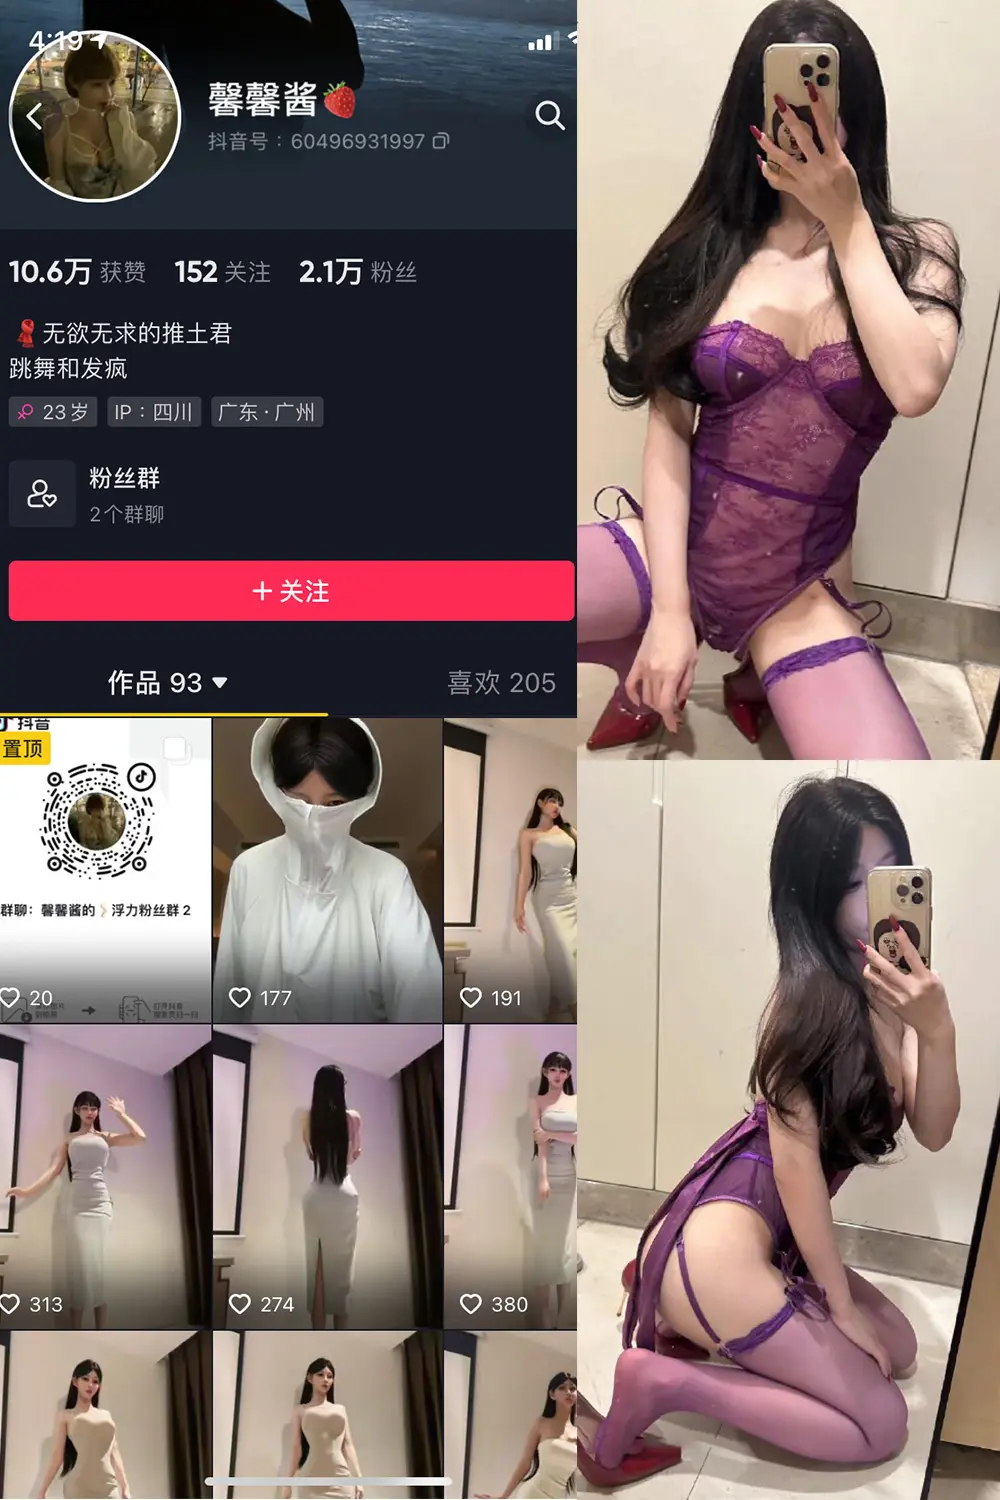 4:19
馨馨酱🍓
抖音号：60496931997
10.6万 获赞 152 关注 2.1万 粉丝
无欲无求的推土君
跳舞和发疯
23岁 IP：四川 广东·广州
粉丝群
2个群聊
+ 关注
作品 93 喜欢 205
抖音
置顶
群聊：馨馨酱的 浮力粉丝群 2
20 177 191
313 274 380